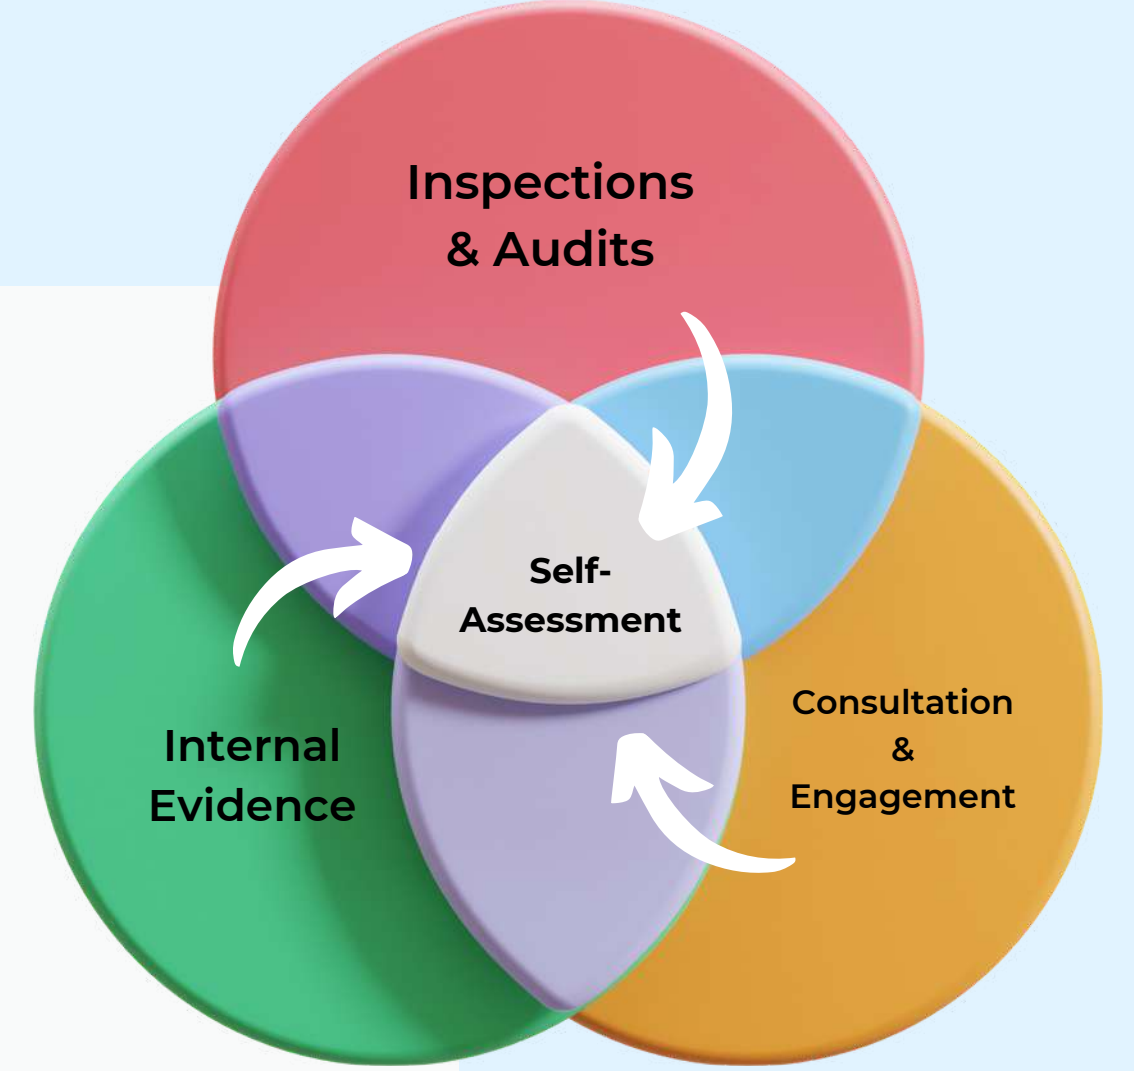 Inspections
& Audits
Self-
Assessment
Internal
Evidence
Consultation
&
Engagement